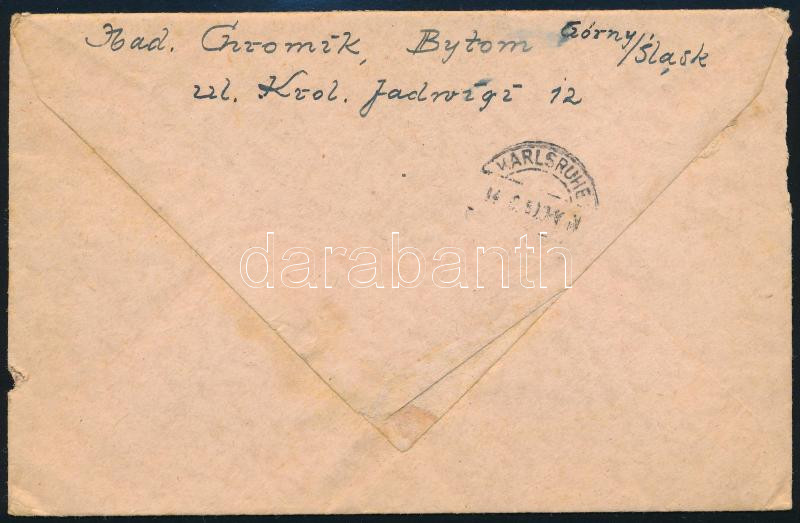 Nad. Chromik, Bytom Górny/Śląsk
ul. Krol. Jadwigi 12
KARLSRUHE
darabanth